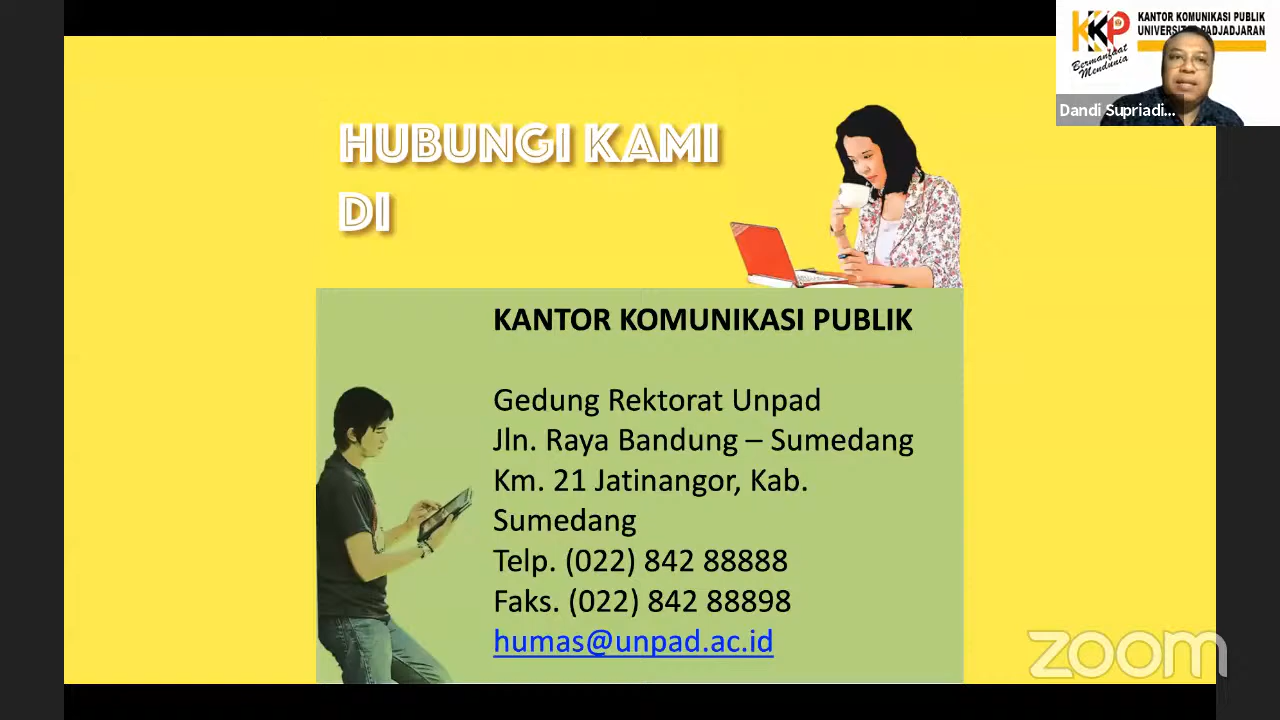 HUBUNGI KAMI
DI
KANTOR KOMUNIKASI PUBLIK
Gedung Rektorat Unpad
Jln. Raya Bandung – Sumedang
Km. 21 Jatinangor, Kab.
Sumedang
Telp. (022) 842 88888
Faks. (022) 842 88898
humas@unpad.ac.id
KKP
KANTOR KOMUNIKASI PUBLIK
UNIVERSITAS PADJADJARAN
Bermanfaat
Mendunia
Dandi Supriadi...
zoom